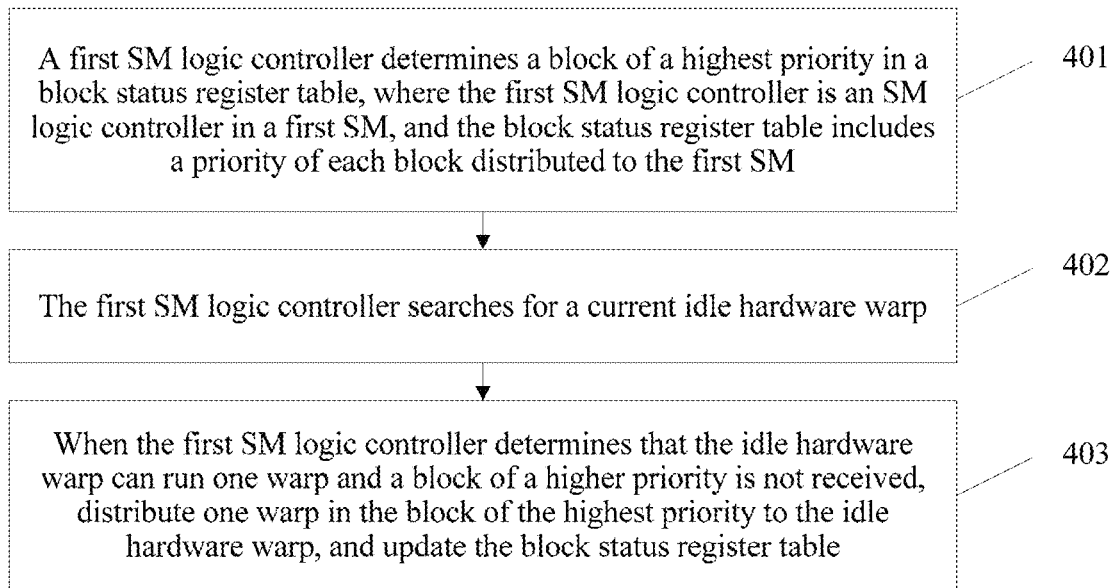 A first SM logic controller determines a block of a highest priority in a
block status register table, where the first SM logic controller is an SM
logic controller in a first SM, and the block status register table includes
a priority of each block distributed to the first SM
401
The first SM logic controller searches for a current idle hardware warp
402
When the first SM logic controller determines that the idle hardware
warp can run one warp and a block of a higher priority is not received,
distribute one warp in the block of the highest priority to the idle
hardware warp, and update the block status register table
403